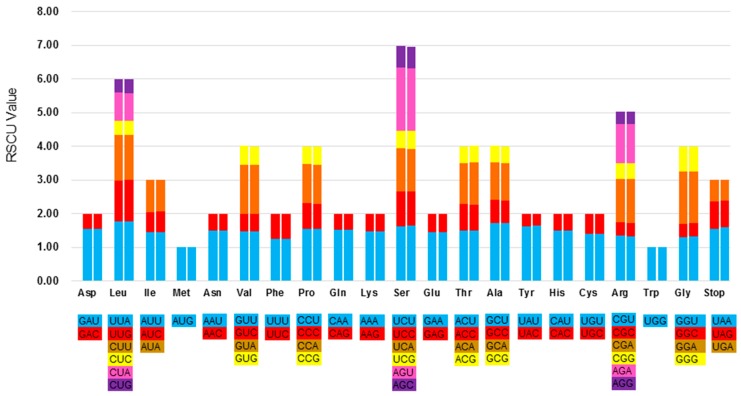 8.00
7.00
6.00
5.00
4.00
3.00
2.00
1.00
0.00
RSCU Value
Asp Leu Ile Met Asn Val Phe Pro Gln Lys Ser Glu Thr Ala Tyr His Cys Arg Trp Gly Stop
GAU UUA AUU AUG AAU GUU UUU CCU CAA AAA UCU GAA ACU GCU UAU CAU UGU CGU UGG GGU UAA
GAC UUG AUC AAC GUC UUC CCC CAG AAG UCC GAG ACC GCC UAC CAC UGC CGC GGC UAG
CUU AUA GUA CCA UCA ACA GCA CGA GGA UGA
CUC GUG CCG UCG ACG GCG CGG GGG
CUA AGU AGA
CUG AGC AGG